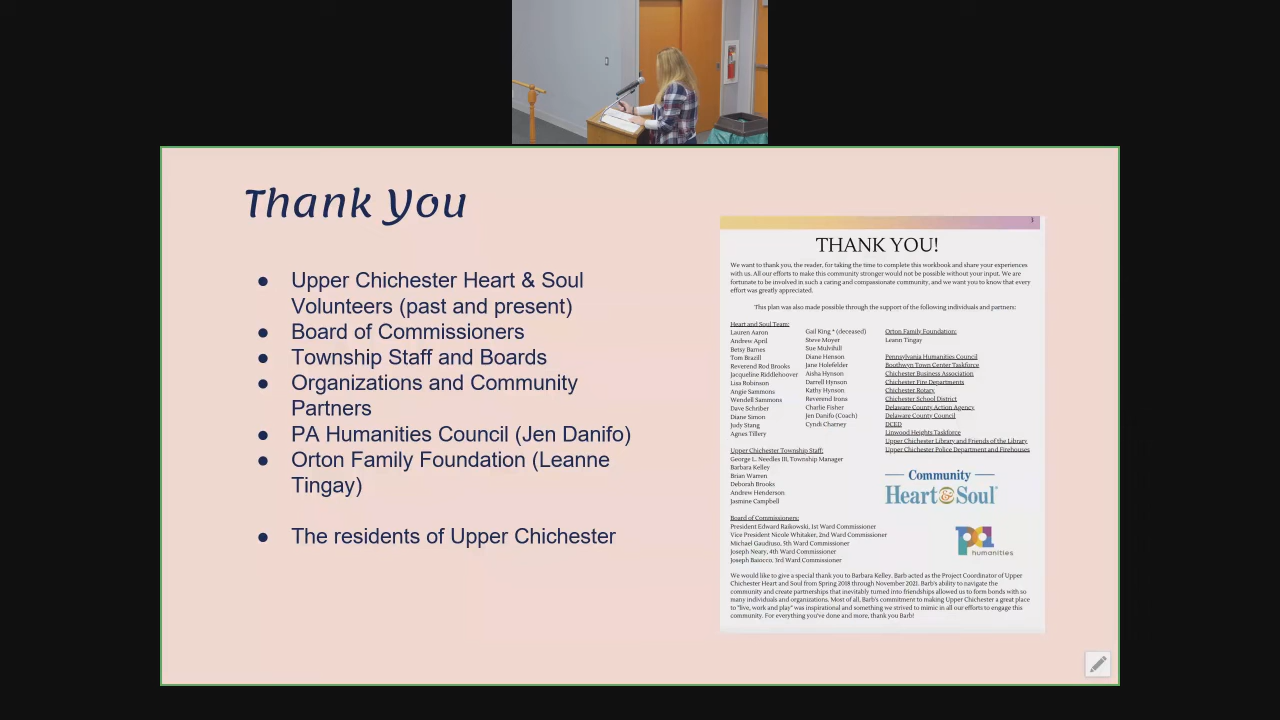 Thank You
● Upper Chichester Heart & Soul
Volunteers (past and present)
● Board of Commissioners
● Township Staff and Boards
● Organizations and Community
Partners
● PA Humanities Council (Jen Danifo)
● Orton Family Foundation (Leanne
Tingay)
● The residents of Upper Chichester
3
THANK YOU!
We want to thank you, the reader, for taking the time to complete this workbook and share your experiences
with us. All our efforts to make this community stronger would not be possible without your input. We are
fortunate to be involved in such a caring and compassionate community, and we want you to know that every
effort was greatly appreciated.
This plan was also made possible through the support of the following individuals and partners:
Heart and Soul Team:
Lauren Aaron
Andrew April
Betsy Barnes
Tom Brazill
Reverend Rod Brooks
Jacqueline Riddlehoover
Lisa Robinson
Angie Sammons
Wendell Sammons
Dave Schriber
Diane Simon
Judy Stang
Agnes Tillery
Gail King * (deceased)
Steve Moyer
Sue Mulvihill
Diane Henson
Jane Holefelder
Aisha Hynson
Darrell Hynson
Kathy Hynson
Reverend Irons
Charlie Fisher
Jen Danifo (Coach)
Cyndi Charney
Orton Family Foundation:
Leann Tingay
Pennsylvania Humanities Council
Boothwyn Town Center Taskforce
Chichester Business Association
Chichester Fire Departments
Chichester Rotary
Chichester School District
Delaware County Action Agency
Delaware County Council
DCED
Linwood Heights Taskforce
Upper Chichester Library and Friends of the Library
Upper Chichester Police Department and Firehouses
Upper Chichester Township Staff:
George L. Needles III, Township Manager
Barbara Kelley
Brian Warren
Deborah Brooks
Andrew Henderson
Jasmine Campbell
Community
Heart & Soul
Board of Commissioners:
President Edward Raikowski, 1st Ward Commissioner
Vice President Nicole Whitaker, 2nd Ward Commissioner
Michael Gaudiuso, 5th Ward Commissioner
Joseph Neary, 4th Ward Commissioner
Joseph Baiocco, 3rd Ward Commissioner
pa
humanities
We would like to give a special thank you to Barbara Kelley. Barb acted as the Project Coordinator of Upper
Chichester Heart and Soul from Spring 2018 through November 2021. Barb's ability to navigate the
community and create partnerships that inevitably turned into friendships allowed us to form bonds with so
many individuals and organizations. Most of all, Barb's commitment to making Upper Chichester a great place
to "live, work and play" was inspirational and something we strived to mimic in all our efforts to engage this
community. For everything you've done and more, thank you Barb!